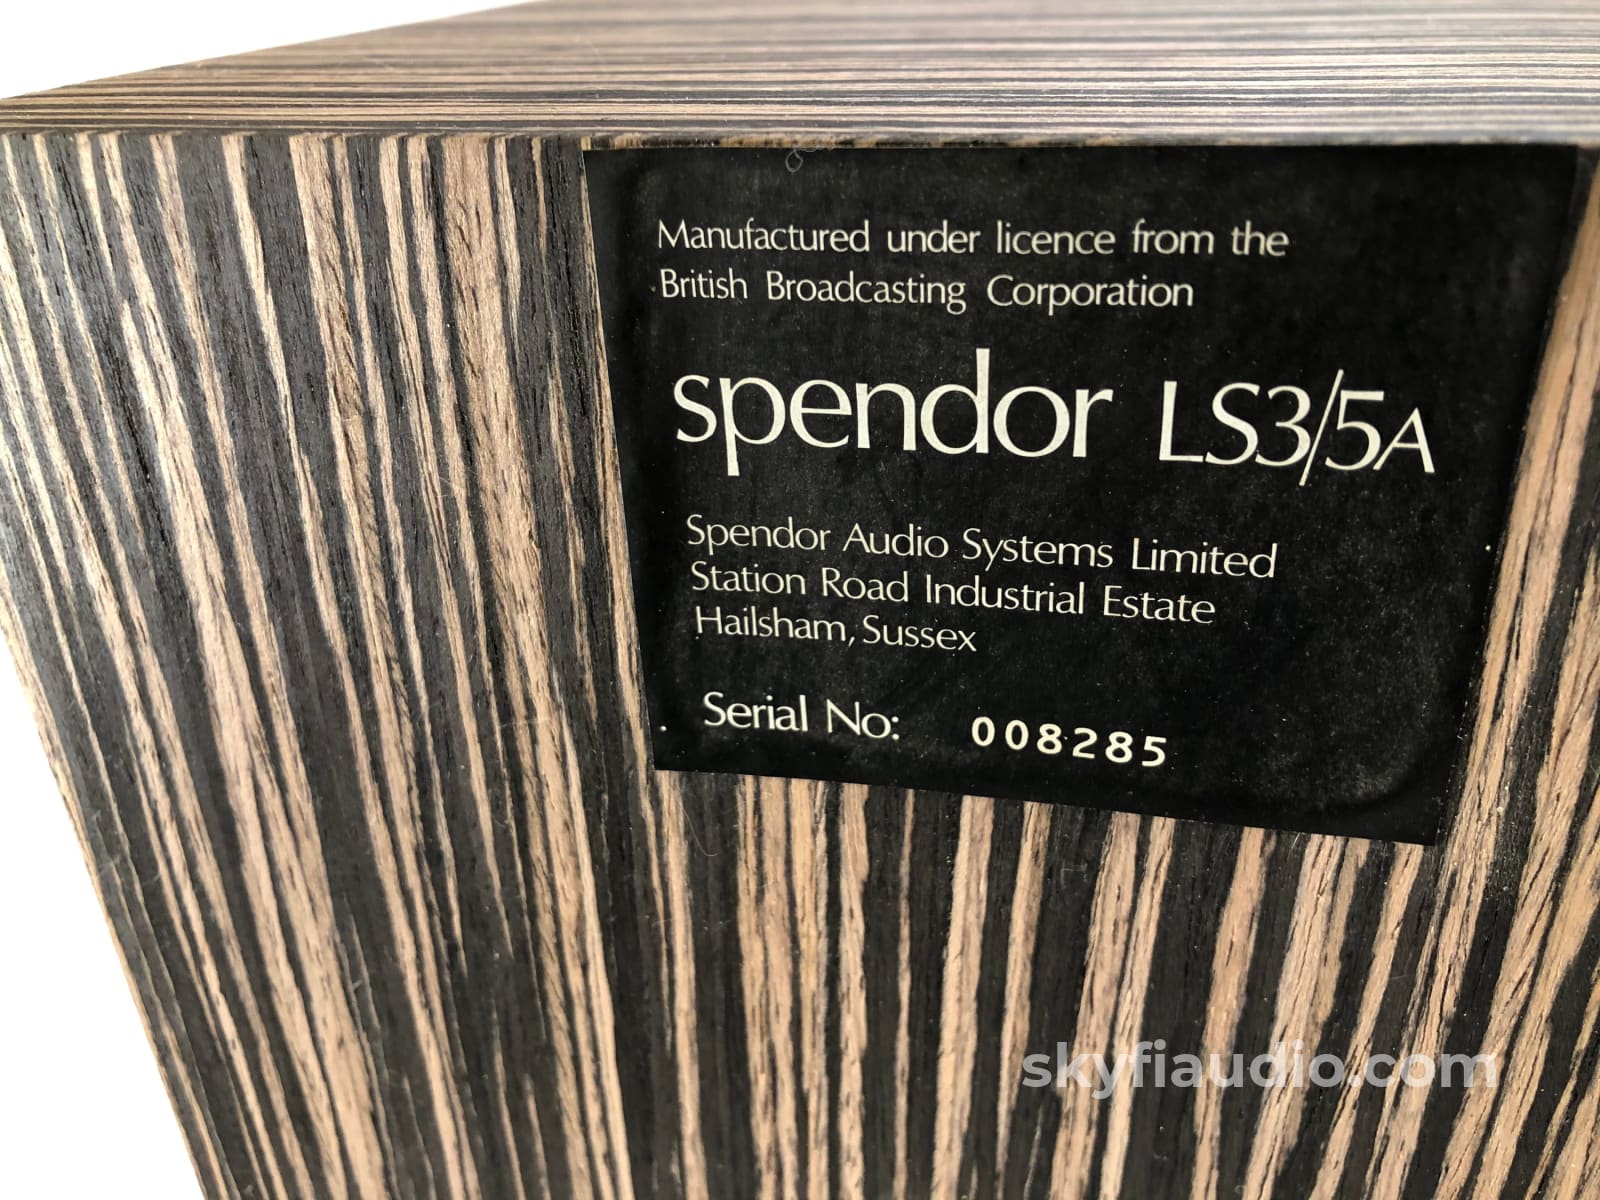 Manufactured under licence from the
British Broadcasting Corporation
spendor LS3/5A
Spendor Audio Systems Limited
Station Road Industrial Estate
Hailsham, Sussex
Serial No: 008285
skyfiaudio.com